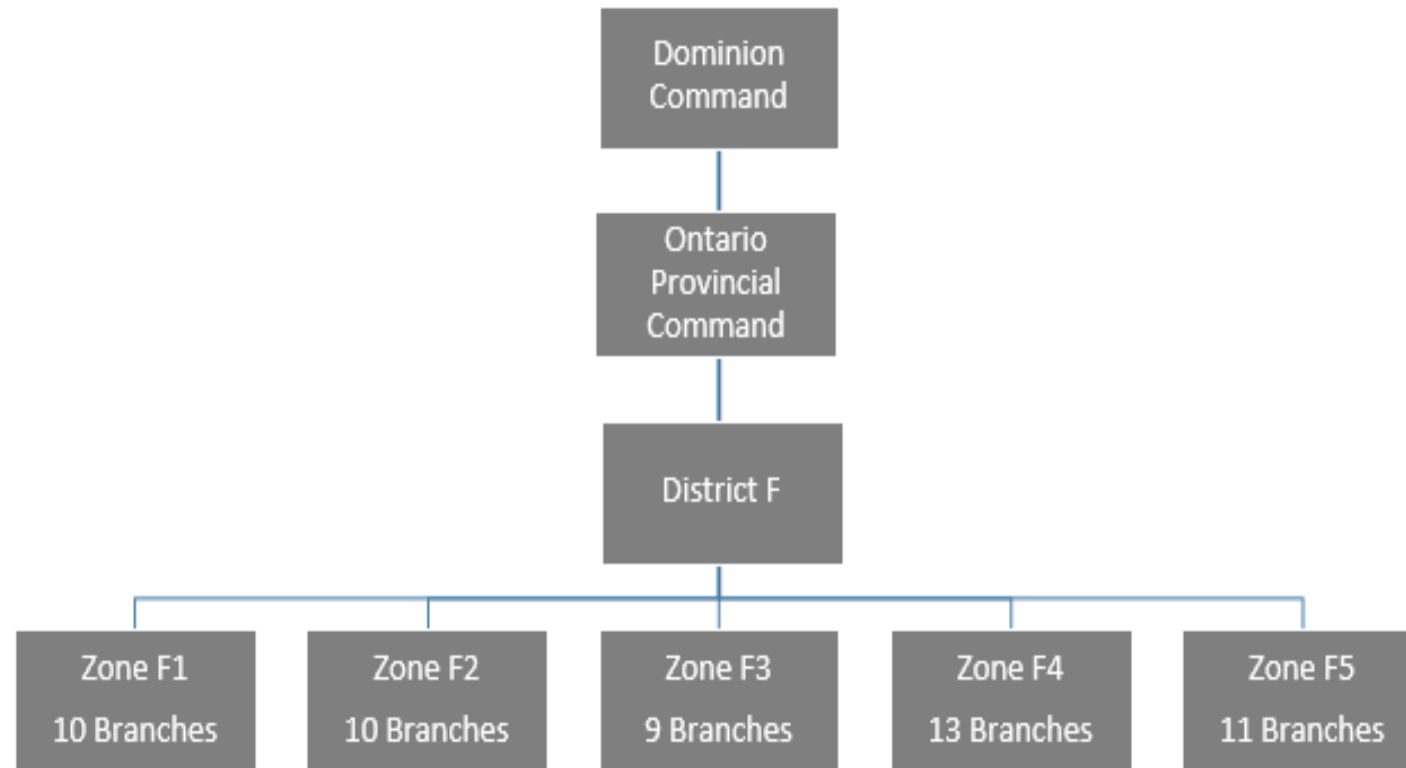 Dominion
Command
Ontario
Provincial
Command
District F
Zone F1
10 Branches
Zone F2
10 Branches
Zone F3
9 Branches
Zone F4
13 Branches
Zone F5
11 Branches